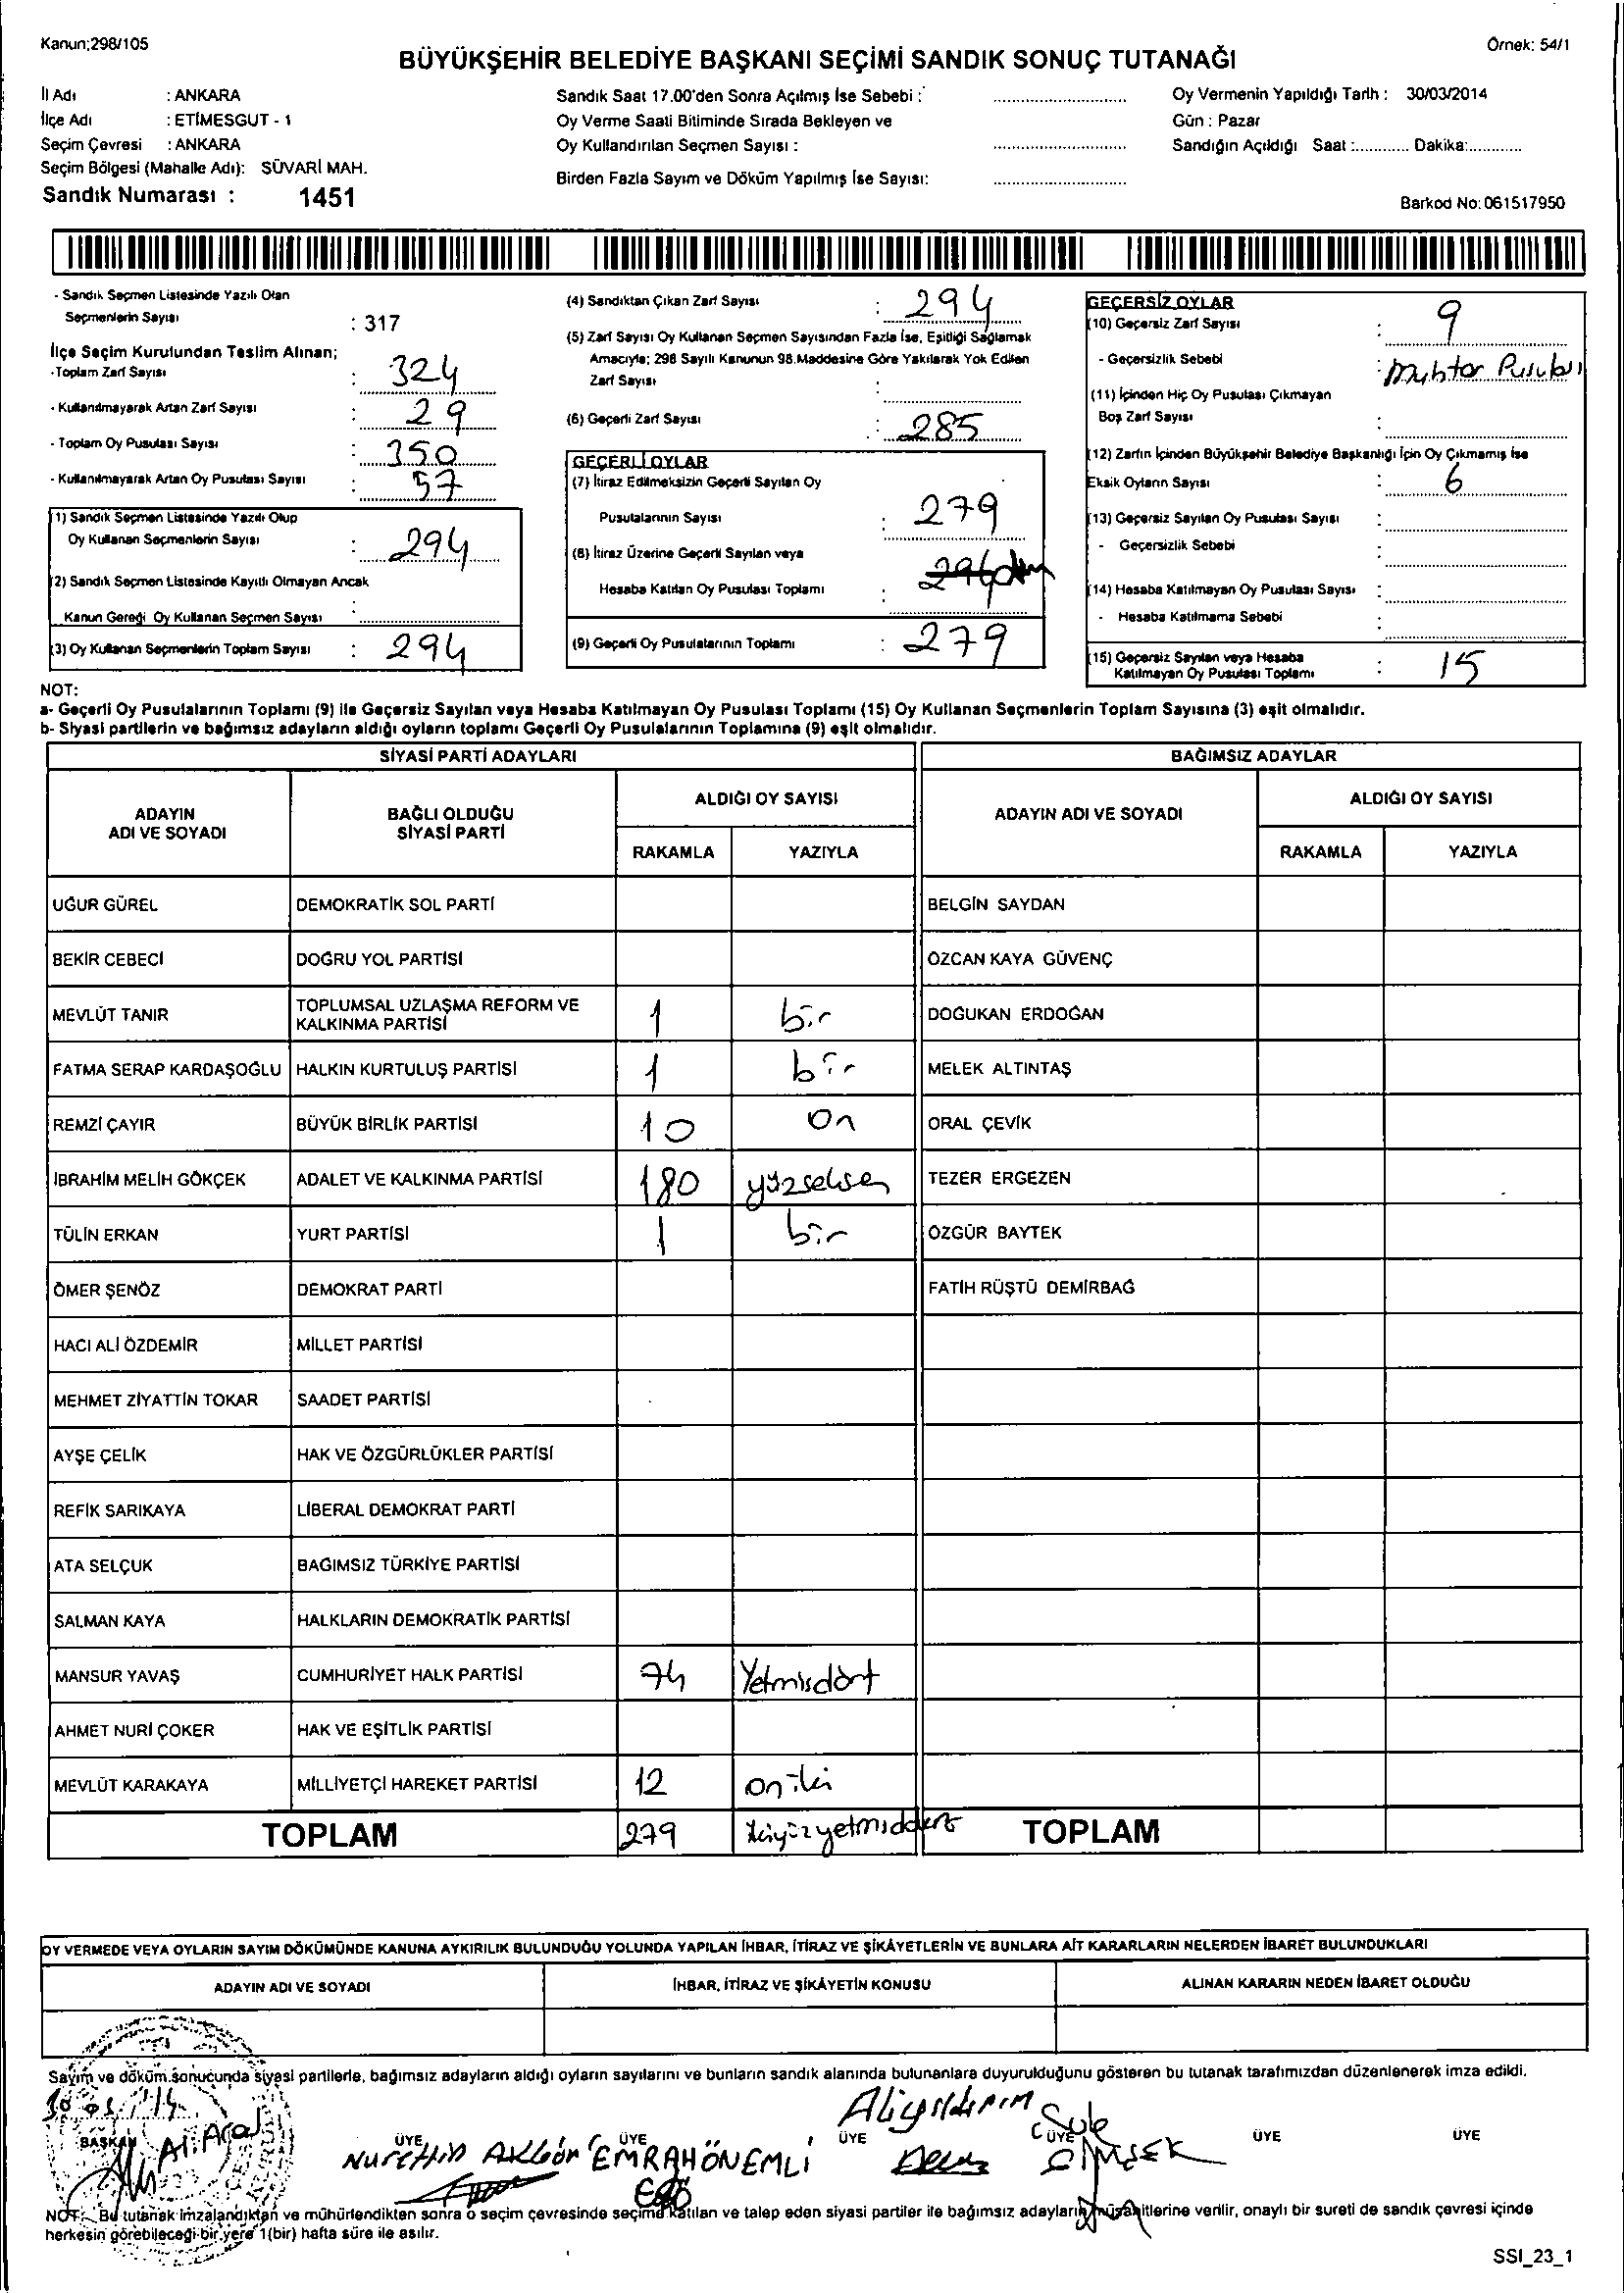 Kanun;298/105
Örnek: 54/1
BÜYÜKŞEHİR BELEDİYE BAŞKANI SEÇİMİ SANDIK SONUÇ TUTANAĞI
İl Adı : ANKARA
İlçe Adı : ETİMESGUT - 1
Seçim Çevresi : ANKARA
Seçim Bölgesi (Mahalle Adı): SÜVARİ MAH.
Sandık Numarası : 1451
Sandık Saat 17.00'den Sonra Açılmış İse Sebebi :
Oy Verme Saati Bitiminde Sırada Bekleyen ve
Oy Kullandırılan Seçmen Sayısı :
Birden Fazla Sayım ve Döküm Yapılmış İse Sayısı:
Oy Vermenin Yapıldığı Tarih : 30/03/2014
Gün : Pazar
Sandığın Açıldığı Saat :............ Dakika:............
Barkod No: 061517950
- Sandık Seçmen Listesinde Yazılı Olan
Seçmenlerin Sayısı : 317
İlçe Seçim Kurulundan Teslim Alınan;
-Toplam Zarf Sayısı : 324
- Kullanılmayarak Artan Zarf Sayısı : 29
- Toplam Oy Pusulası Sayısı : 350
- Kullanılmayarak Artan Oy Pusulası Sayısı : 57
(1) Sandık Seçmen Listesinde Yazılı Olup
Oy Kullanan Seçmenlerin Sayısı : 294
(2) Sandık Seçmen Listesinde Kayıtlı Olmayan Ancak
Kanun Gereği Oy Kullanan Seçmen Sayısı :
(3) Oy Kullanan Seçmenlerin Toplam Sayısı : 294
(4) Sandıktan Çıkan Zarf Sayısı : 294
(5) Zarf Sayısı Oy Kullanan Seçmen Sayısından Fazla İse, Eşitliği Sağlamak
Amacıyla; 298 Sayılı Kanunun 98.Maddesine Göre Yakılarak Yok Edilen
Zarf Sayısı :
(6) Geçerli Zarf Sayısı : 285
GEÇERLİ OYLAR
(7) İtiraz Edilmeksizin Geçerli Sayılan Oy
Pusulalarının Sayısı : 279
(8) İtiraz Üzerine Geçerli Sayılan veya
Hesaba Katılan Oy Pusulası Toplamı :
(9) Geçerli Oy Pusulalarının Toplamı : 279
GEÇERSİZ OYLAR
(10) Geçersiz Zarf Sayısı : 9
- Geçersizlik Sebebi : Muhtar Pusulası
(11) İçinden Hiç Oy Pusulası Çıkmayan
Boş Zarf Sayısı :
(12) Zarfın İçinden Büyükşehir Belediye Başkanlığı İçin Oy Çıkmamış İse
Eksik Oyların Sayısı : 6
(13) Geçersiz Sayılan Oy Pusulası Sayısı :
- Geçersizlik Sebebi :
(14) Hesaba Katılmayan Oy Pusulası Sayısı :
- Hesaba Katılmama Sebebi :
(15) Geçersiz Sayılan veya Hesaba
Katılmayan Oy Pusulası Toplamı : 15
NOT:
a- Geçerli Oy Pusulalarının Toplamı (9) ile Geçersiz Sayılan veya Hesaba Katılmayan Oy Pusulası Toplamı (15) Oy Kullanan Seçmenlerin Toplam Sayısına (3) eşit olmalıdır.
b- Siyasi partilerin ve bağımsız adayların aldığı oyların toplamı Geçerli Oy Pusulalarının Toplamına (9) eşit olmalıdır.
SİYASİ PARTİ ADAYLARI BAĞIMSIZ ADAYLAR
ADAYIN ADI VE SOYADI BAĞLI OLDUĞU SİYASİ PARTİ ALDIĞI OY SAYISI ADAYIN ADI VE SOYADI ALDIĞI OY SAYISI
RAKAMLA YAZIYLA RAKAMLA YAZIYLA
UĞUR GÜREL DEMOKRATİK SOL PARTİ BELGİN SAYDAN
BEKİR CEBECİ DOĞRU YOL PARTİSİ ÖZCAN KAYA GÜVENÇ
MEVLÜT TANIR TOPLUMSAL UZLAŞMA REFORM VE KALKINMA PARTİSİ 1 bir DOĞUKAN ERDOĞAN
FATMA SERAP KARDAŞOĞLU HALKIN KURTULUŞ PARTİSİ 1 bir MELEK ALTINTAŞ
REMZİ ÇAYIR BÜYÜK BİRLİK PARTİSİ 10 On ORAL ÇEVİK
İBRAHİM MELİH GÖKÇEK ADALET VE KALKINMA PARTİSİ 180 yüzseksen TEZER ERGEZEN
TÜLİN ERKAN YURT PARTİSİ 1 bir ÖZGÜR BAYTEK
ÖMER ŞENÖZ DEMOKRAT PARTİ FATİH RÜŞTÜ DEMİRBAĞ
HACI ALİ ÖZDEMİR MİLLET PARTİSİ
MEHMET ZİYATTİN TOKAR SAADET PARTİSİ
AYŞE ÇELİK HAK VE ÖZGÜRLÜKLER PARTİSİ
REFİK SARIKAYA LİBERAL DEMOKRAT PARTİ
ATA SELÇUK BAĞIMSIZ TÜRKİYE PARTİSİ
SALMAN KAYA HALKLARIN DEMOKRATİK PARTİSİ
MANSUR YAVAŞ CUMHURİYET HALK PARTİSİ 74 Yetmisdört
AHMET NURİ ÇOKER HAK VE EŞİTLİK PARTİSİ
MEVLÜT KARAKAYA MİLLİYETÇİ HAREKET PARTİSİ 12 oniki
TOPLAM 279 TOPLAM
OY VERMEDE VEYA OYLARIN SAYIM DÖKÜMÜNDE KANUNA AYKIRILIK BULUNDUĞU YOLUNDA YAPILAN İHBAR, İTİRAZ VE ŞİKÂYETLERİN VE BUNLARA AİT KARARLARIN NELERDEN İBARET BULUNDUKLARI
ADAYIN ADI VE SOYADI İHBAR, İTİRAZ VE ŞİKÂYETİN KONUSU ALINAN KARARIN NEDEN İBARET OLDUĞU
Sayım ve döküm sonucunda siyasi partilerle, bağımsız adayların aldığı oyların sayılarını ve bunların sandık alanında bulunanlara duyurulduğunu gösteren bu tutanak tarafımızdan düzenlenerek imza edildi.
BAŞKAN ÜYE ÜYE ÜYE ÜYE ÜYE ÜYE
Ali Yıldırım Şule
Nurettin EMRAH ÖNEMLİ ŞİMŞEK
NOT: Bu tutanak imzalandıktan ve mühürlendikten sonra o seçim çevresinde seçime katılan ve talep eden siyasi partiler ile bağımsız adayların müşahitlerine verilir, onaylı bir sureti de sandık çevresi içinde
herkesin görebileceği bir yere 1(bir) hafta süre ile asılır.
SSI_23_1